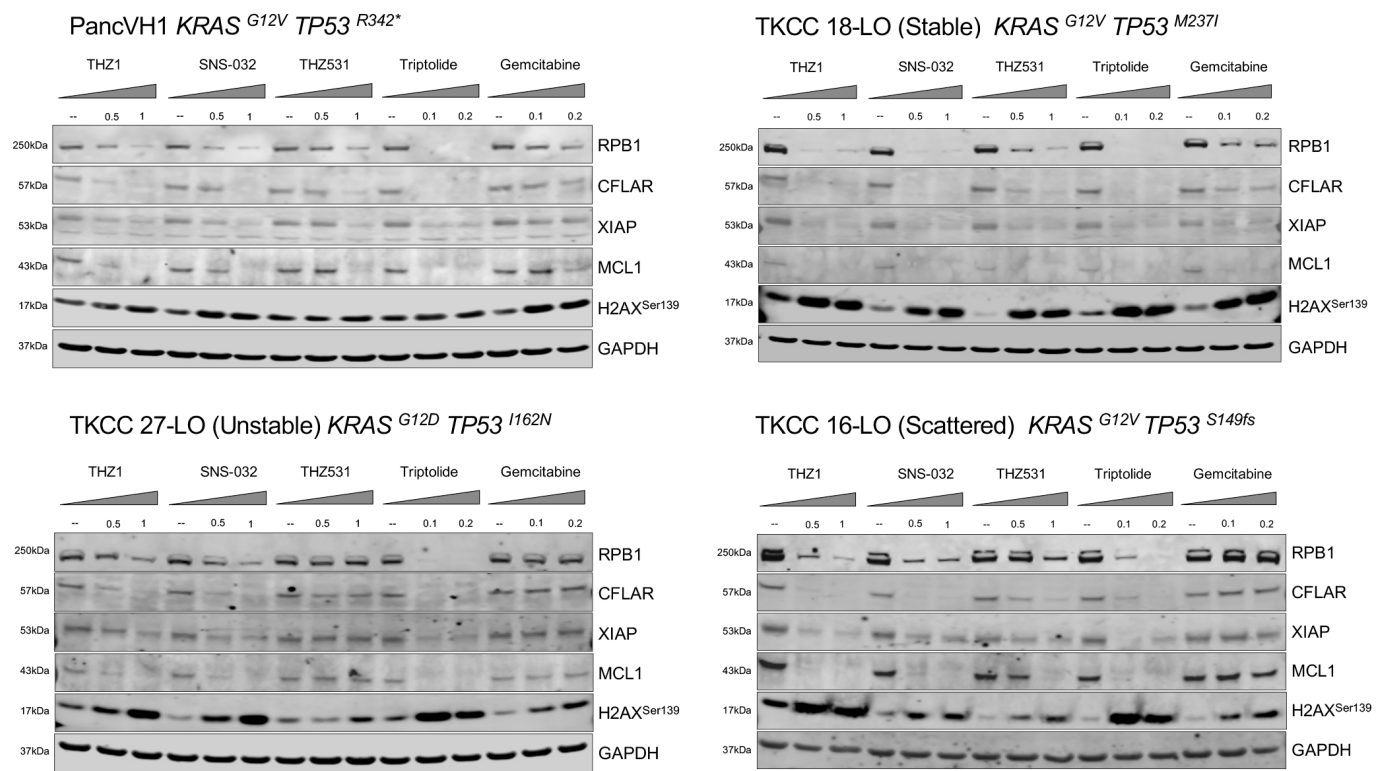 PancVH1 KRAS G12V TP53 R342*
THZ1 SNS-032 THZ531 Triptolide Gemcitabine
-- 0.5 1 -- 0.5 1 -- 0.5 1 -- 0.1 0.2 -- 0.1 0.2
250kDa RPB1
57kDa CFLAR
53kDa XIAP
43kDa MCL1
17kDa H2AXSer139
37kDa GAPDH
TKCC 18-LO (Stable) KRAS G12V TP53 M237I
THZ1 SNS-032 THZ531 Triptolide Gemcitabine
-- 0.5 1 -- 0.5 1 -- 0.5 1 -- 0.1 0.2 -- 0.1 0.2
250kDa RPB1
57kDa CFLAR
53kDa XIAP
43kDa MCL1
17kDa H2AXSer139
37kDa GAPDH
TKCC 27-LO (Unstable) KRAS G12D TP53 I162N
THZ1 SNS-032 THZ531 Triptolide Gemcitabine
-- 0.5 1 -- 0.5 1 -- 0.5 1 -- 0.1 0.2 -- 0.1 0.2
250kDa RPB1
57kDa CFLAR
53kDa XIAP
43kDa MCL1
17kDa H2AXSer139
37kDa GAPDH
TKCC 16-LO (Scattered) KRAS G12V TP53 S149fs
THZ1 SNS-032 THZ531 Triptolide Gemcitabine
-- 0.5 1 -- 0.5 1 -- 0.5 1 -- 0.1 0.2 -- 0.1 0.2
250kDa RPB1
57kDa CFLAR
53kDa XIAP
43kDa MCL1
17kDa H2AXSer139
37kDa GAPDH